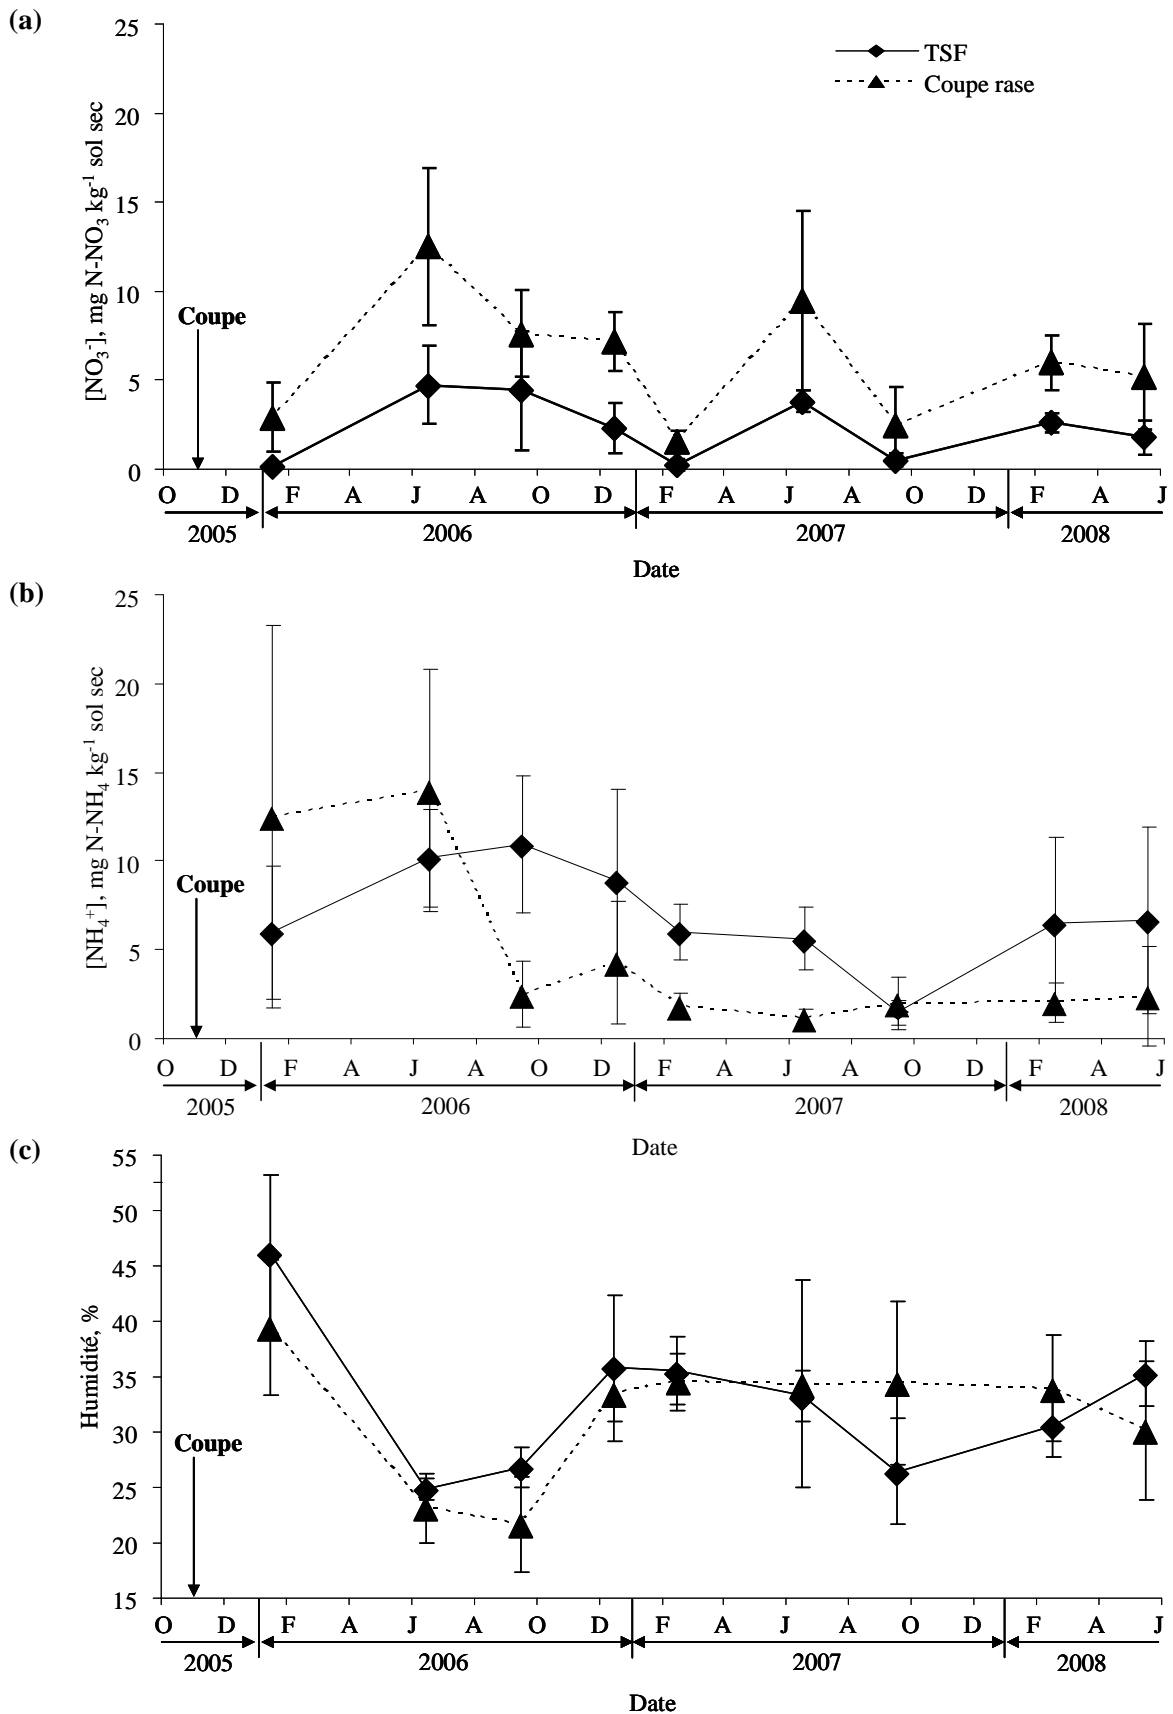 (a)
25
20
15
10
5
0
[NO₃⁻], mg N-NO₃ kg⁻¹ sol sec
TSF
Coupe rase
Coupe
O D F A J A O D F A J A O D F A J
2005 2006 2007 2008
Date
(b)
25
20
15
10
5
0
[NH₄⁺], mg N-NH₄ kg⁻¹ sol sec
Coupe
O D F A J A O D F A J A O D F A J
2005 2006 2007 2008
Date
(c)
55
50
45
40
35
30
25
20
15
Humidité, %
Coupe
O D F A J A O D F A J A O D F A J
2005 2006 2007 2008
Date